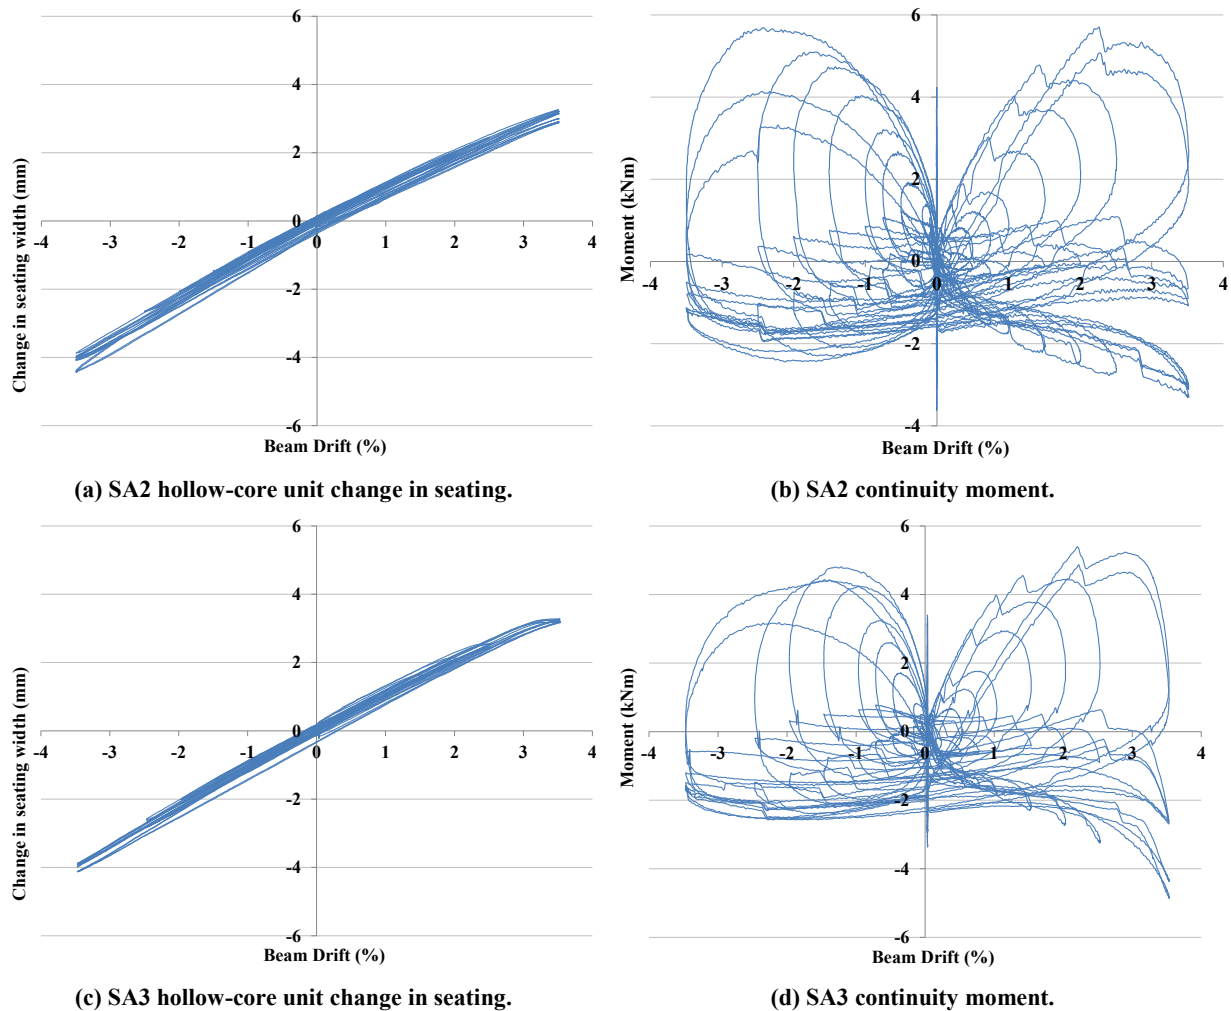 6
4
2
0
-2
-4
-6
-4 -3 -2 -1 0 1 2 3 4
Change in seating width (mm)
Beam Drift (%)
(a) SA2 hollow-core unit change in seating.
6
4
2
0
-2
-4
-4 -3 -2 -1 0 1 2 3 4
Moment (kNm)
Beam Drift (%)
(b) SA2 continuity moment.
6
4
2
0
-2
-4
-6
-4 -3 -2 -1 0 1 2 3 4
Change in seating width (mm)
Beam Drift (%)
(c) SA3 hollow-core unit change in seating.
6
4
2
0
-2
-4
-6
-4 -3 -2 -1 0 1 2 3 4
Moment (kNm)
Beam Drift (%)
(d) SA3 continuity moment.